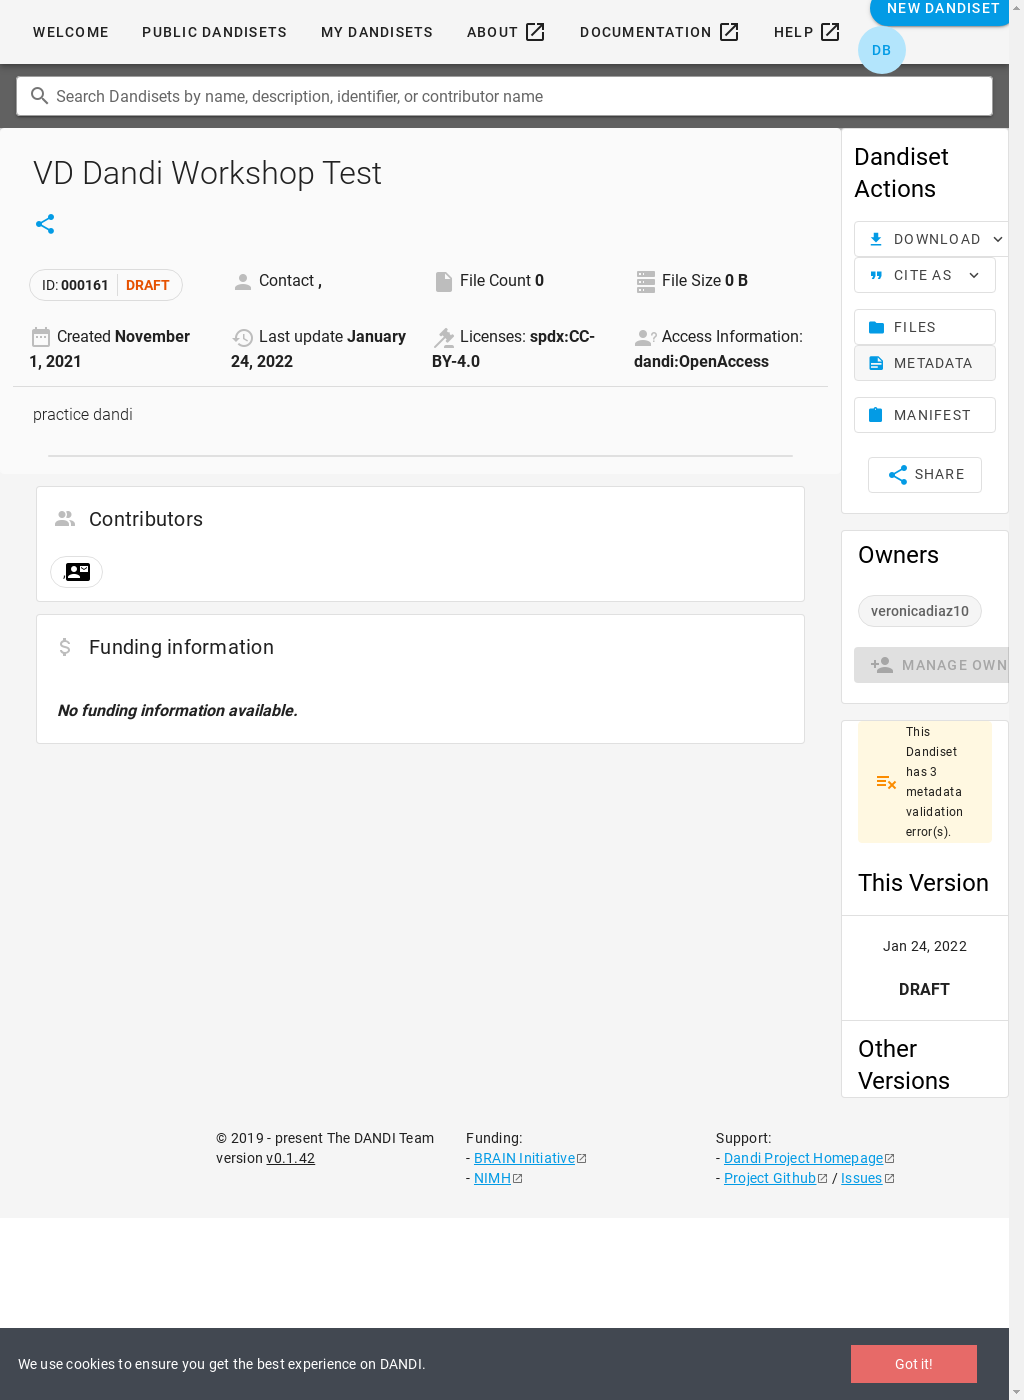 WELCOME PUBLIC DANDISETS MY DANDISETS ABOUT DOCUMENTATION HELP NEW DANDISET
DB
Search Dandisets by name, description, identifier, or contributor name
VD Dandi Workshop Test
ID: 000161 DRAFT
Contact ,
File Count 0
File Size 0 B
Created November 1, 2021
Last update January 24, 2022
Licenses: spdx:CC-BY-4.0
Access Information: dandi:OpenAccess
practice dandi
Contributors
,
Funding information
No funding information available.
Dandiset
Actions
DOWNLOAD
CITE AS
FILES
METADATA
MANIFEST
SHARE
Owners
veronicadiaz10
MANAGE OWN
This
Dandiset
has 3
metadata
validation
error(s).
This Version
Jan 24, 2022
DRAFT
Other
Versions
© 2019 - present The DANDI Team
version v0.1.42
Funding:
- BRAIN Initiative
- NIMH
Support:
- Dandi Project Homepage
- Project Github / Issues
We use cookies to ensure you get the best experience on DANDI.
Got it!